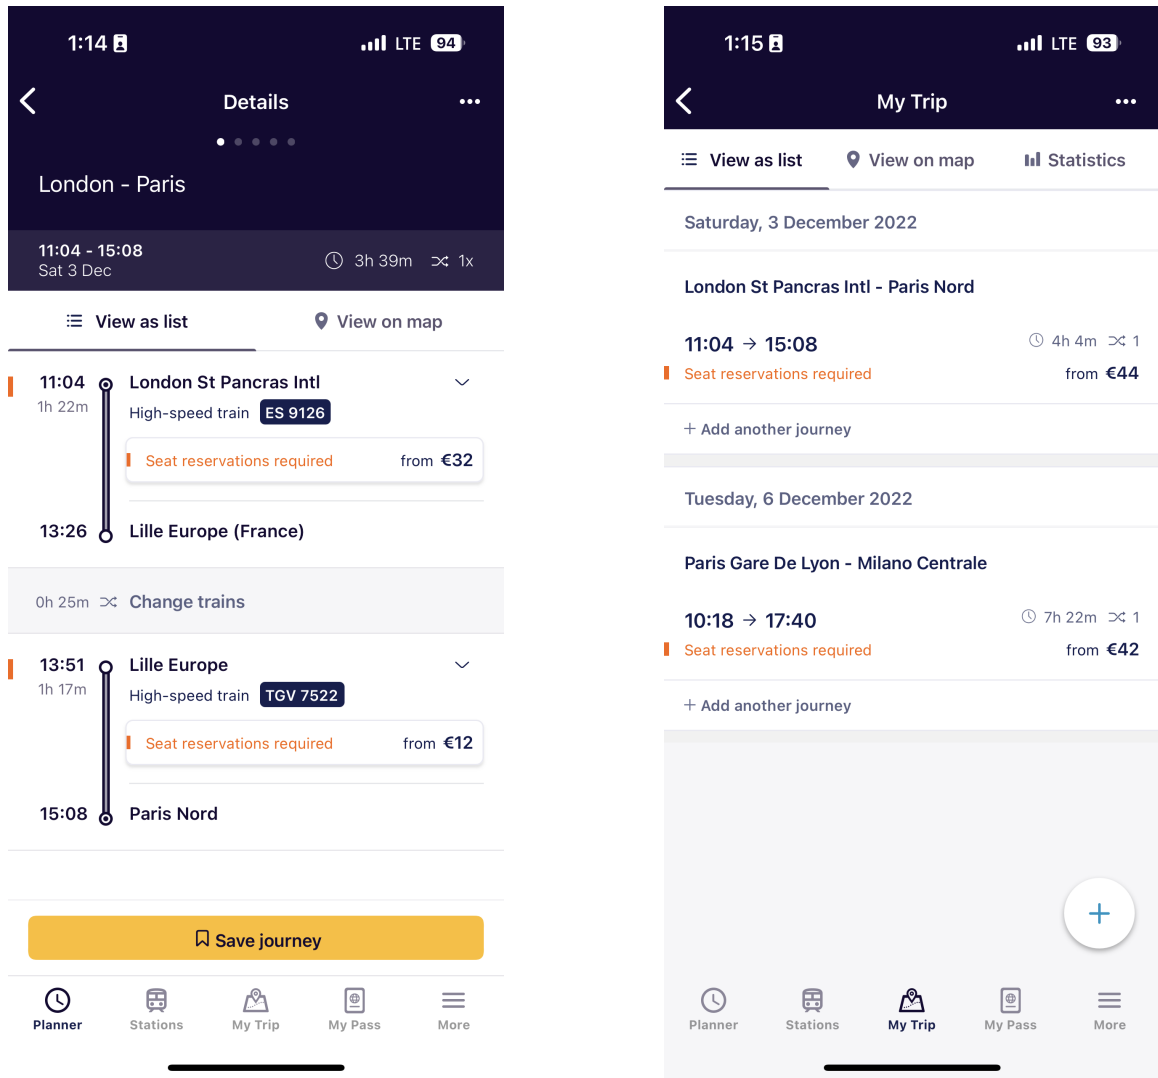 1:14
LTE 94
Details
London - Paris
11:04 - 15:08
Sat 3 Dec
3h 39m 1x
View as list View on map
11:04 London St Pancras Intl
1h 22m High-speed train ES 9126
Seat reservations required from €32
13:26 Lille Europe (France)
0h 25m Change trains
13:51 Lille Europe
1h 17m High-speed train TGV 7522
Seat reservations required from €12
15:08 Paris Nord
Save journey
Planner Stations My Trip My Pass More
1:15
LTE 93
My Trip
View as list View on map Statistics
Saturday, 3 December 2022
London St Pancras Intl - Paris Nord
11:04 → 15:08 4h 4m 1
Seat reservations required from €44
+ Add another journey
Tuesday, 6 December 2022
Paris Gare De Lyon - Milano Centrale
10:18 → 17:40 7h 22m 1
Seat reservations required from €42
+ Add another journey
+
Planner Stations My Trip My Pass More